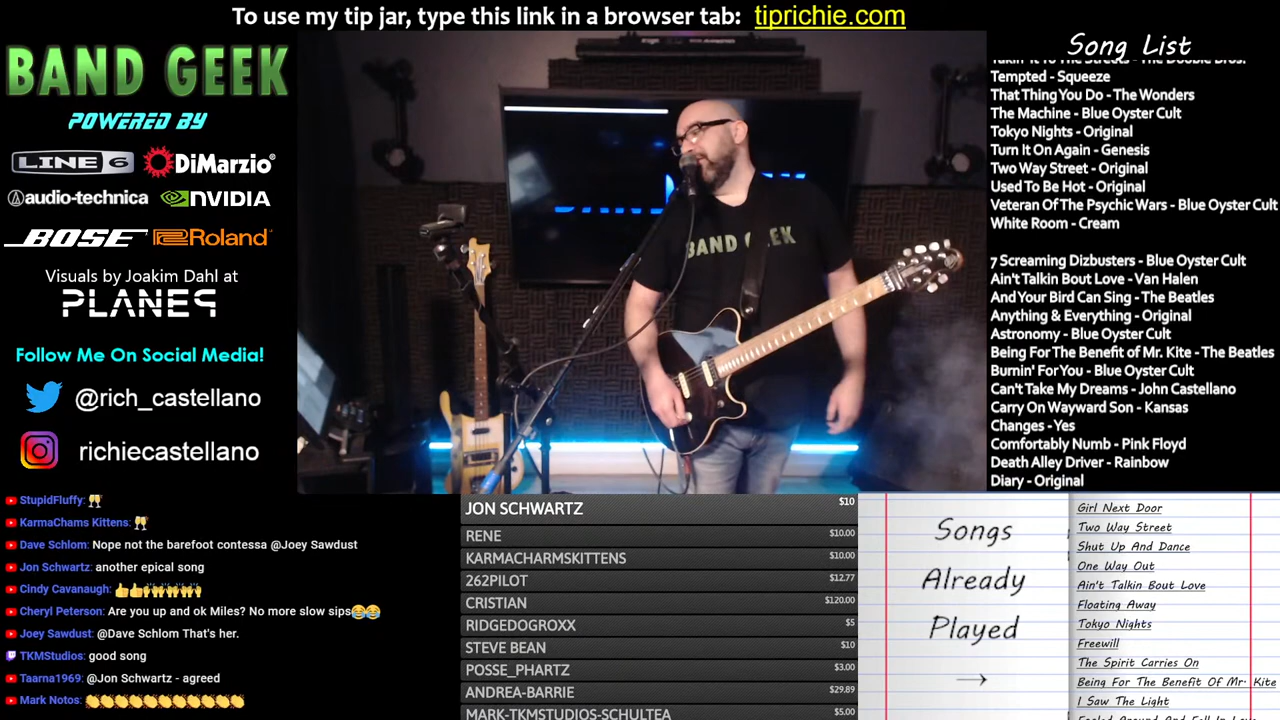 To use my tip jar, type this link in a browser tab: tiprichie.com
BAND GEEK
POWERED BY
LINE 6
DiMarzio®
audio-technica
NVIDIA
BOSE
Roland
Visuals by Joakim Dahl at
PLANE9
Follow Me On Social Media!
@rich_castellano
richiecastellano
BAND GEEK
Song List
Takin' It To The Streets - The Doobie Bros.
Tempted - Squeeze
That Thing You Do - The Wonders
The Machine - Blue Oyster Cult
Tokyo Nights - Original
Turn It On Again - Genesis
Two Way Street - Original
Used To Be Hot - Original
Veteran Of The Psychic Wars - Blue Oyster Cult
White Room - Cream
7 Screaming Dizbusters - Blue Oyster Cult
Ain't Talkin Bout Love - Van Halen
And Your Bird Can Sing - The Beatles
Anything & Everything - Original
Astronomy - Blue Oyster Cult
Being For The Benefit of Mr. Kite - The Beatles
Burnin' For You - Blue Oyster Cult
Can't Take My Dreams - John Castellano
Carry On Wayward Son - Kansas
Changes - Yes
Comfortably Numb - Pink Floyd
Death Alley Driver - Rainbow
Diary - Original
StupidFluffy:
KarmaChams Kittens:
Dave Schlom: Nope not the barefoot contessa @Joey Sawdust
Jon Schwartz: another epical song
Cindy Cavanaugh:
Cheryl Peterson: Are you up and ok Miles? No more slow sips
Joey Sawdust: @Dave Schlom That's her.
TKMStudios: good song
Taarna1969: @Jon Schwartz - agreed
Mark Notos:
JON SCHWARTZ $10
RENE $10.00
KARMACHARMSKITTENS $10.00
262PILOT $12.77
CRISTIAN $120.00
RIDGEDOGROXX $5
STEVE BEAN $10
POSSE_PHARTZ $3.00
ANDREA-BARRIE $29.89
MARK-TKMSTUDIOS-SCHULTEA $5.00
Songs
Already
Played
→
Girl Next Door
Two Way Street
Shut Up And Dance
One Way Out
Ain't Talkin Bout Love
Floating Away
Tokyo Nights
Freewill
The Spirit Carries On
Being For The Benefit Of Mr. Kite
I Saw The Light